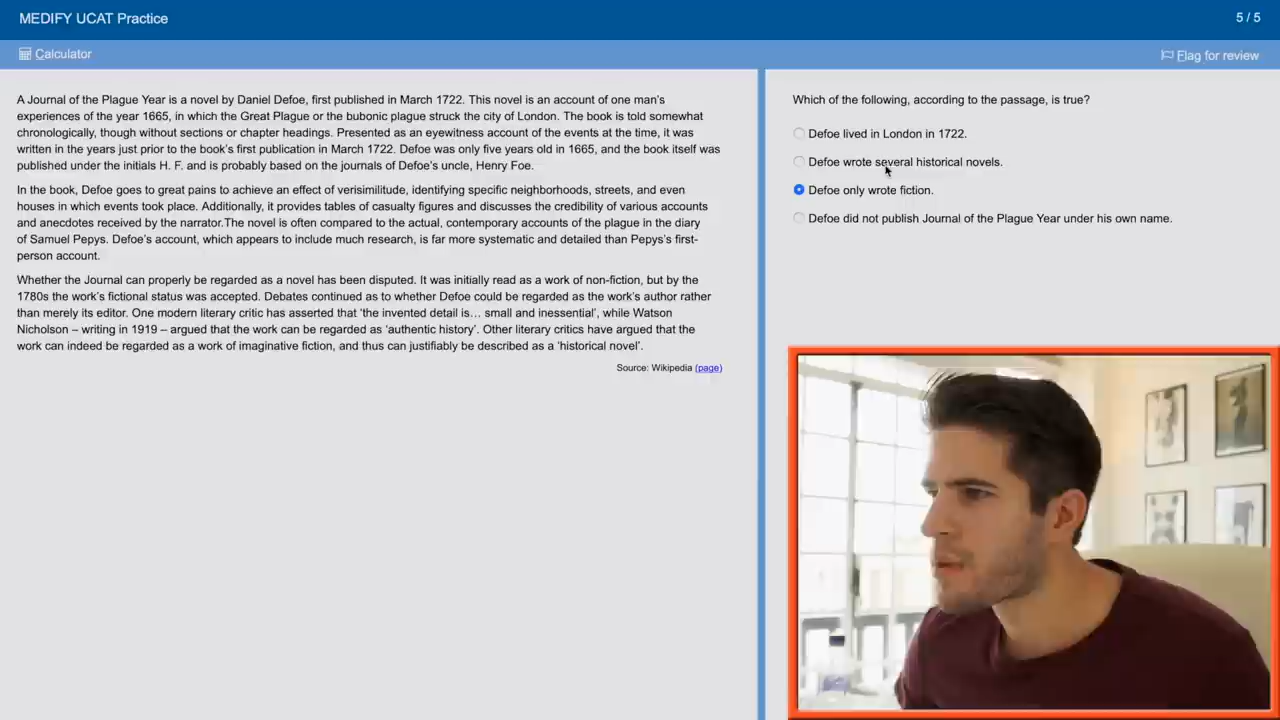 MEDIFY UCAT Practice
5 / 5
Calculator
Flag for review
A Journal of the Plague Year is a novel by Daniel Defoe, first published in March 1722. This novel is an account of one man's
experiences of the year 1665, in which the Great Plague or the bubonic plague struck the city of London. The book is told somewhat
chronologically, though without sections or chapter headings. Presented as an eyewitness account of the events at the time, it was
written in the years just prior to the book's first publication in March 1722. Defoe was only five years old in 1665, and the book itself was
published under the initials H. F. and is probably based on the journals of Defoe's uncle, Henry Foe.
In the book, Defoe goes to great pains to achieve an effect of verisimilitude, identifying specific neighborhoods, streets, and even
houses in which events took place. Additionally, it provides tables of casualty figures and discusses the credibility of various accounts
and anecdotes received by the narrator.The novel is often compared to the actual, contemporary accounts of the plague in the diary
of Samuel Pepys. Defoe's account, which appears to include much research, is far more systematic and detailed than Pepys's first-
person account.
Whether the Journal can properly be regarded as a novel has been disputed. It was initially read as a work of non-fiction, but by the
1780s the work's fictional status was accepted. Debates continued as to whether Defoe could be regarded as the work's author rather
than merely its editor. One modern literary critic has asserted that 'the invented detail is... small and inessential', while Watson
Nicholson – writing in 1919 – argued that the work can be regarded as 'authentic history'. Other literary critics have argued that the
work can indeed be regarded as a work of imaginative fiction, and thus can justifiably be described as a 'historical novel'.
Source: Wikipedia (page)
Which of the following, according to the passage, is true?
Defoe lived in London in 1722.
Defoe wrote several historical novels.
Defoe only wrote fiction.
Defoe did not publish Journal of the Plague Year under his own name.